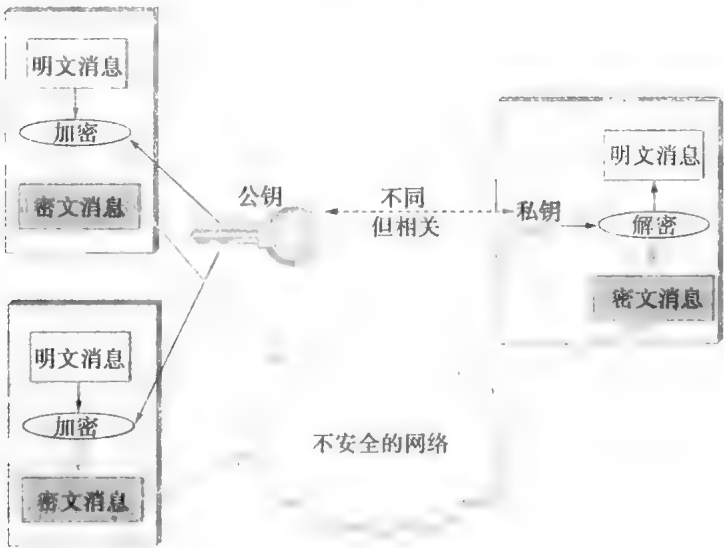 明文消息
加密
密文消息
公钥
不同
但相关
私钥
明文消息
解密
密文消息
明文消息
加密
密文消息
不安全的网络